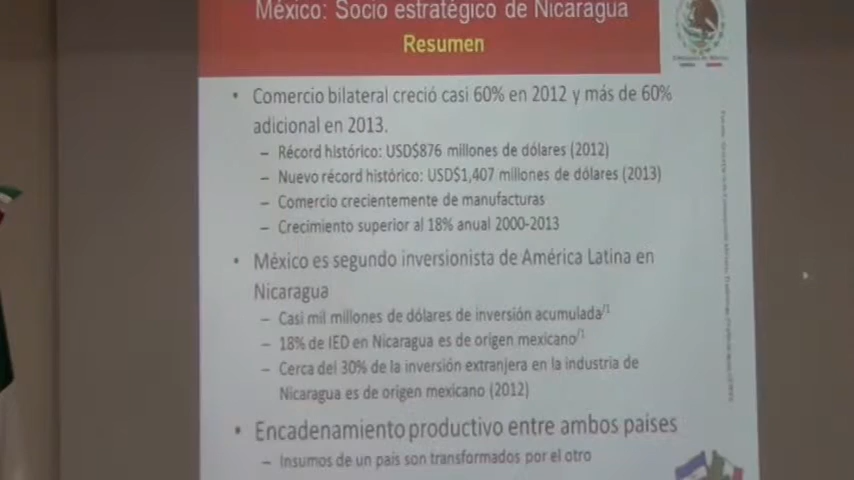 México: Socio estratégico de Nicaragua
Resumen
• Comercio bilateral creció casi 60% en 2012 y más de 60%
adicional en 2013.
– Récord histórico: USD$876 millones de dólares (2012)
– Nuevo récord histórico: USD$1,407 millones de dólares (2013)
– Comercio crecientemente de manufacturas
– Crecimiento superior al 18% anual 2000-2013
• México es segundo inversionista de América Latina en
Nicaragua
– Casi mil millones de dólares de inversión acumulada/1
– 18% de IED en Nicaragua es de origen mexicano/1
– Cerca del 30% de la inversión extranjera en la industria de
Nicaragua es de origen mexicano (2012)
• Encadenamiento productivo entre ambos países
– Insumos de un país son transformados por el otro